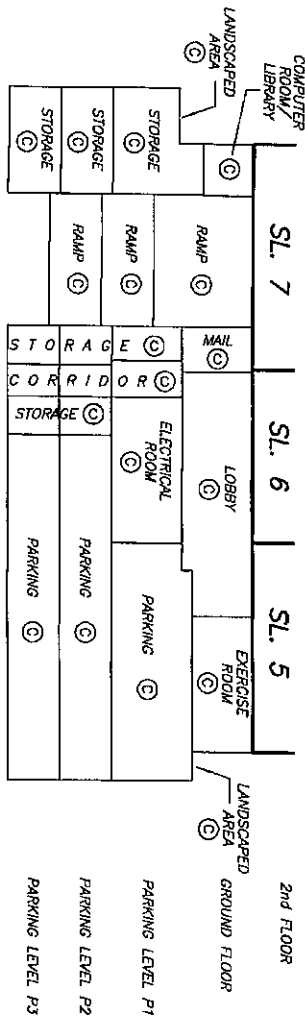 COMPUTER
ROOM/
LIBRARY
©
SL. 7
SL. 6
SL. 5
2nd FLOOR
LANDSCAPED
AREA
©
RAMP
©
MAIL
©
LOBBY
©
EXERCISE
ROOM
©
GROUND FLOOR
LANDSCAPED
AREA
©
STORAGE
©
RAMP
©
STORAGE ©
CORRIDOR ©
ELECTRICAL
ROOM
©
PARKING
©
PARKING LEVEL P1
STORAGE
©
RAMP
©
STORAGE ©
PARKING
©
PARKING LEVEL P2
STORAGE
©
PARKING
©
PARKING LEVEL P3